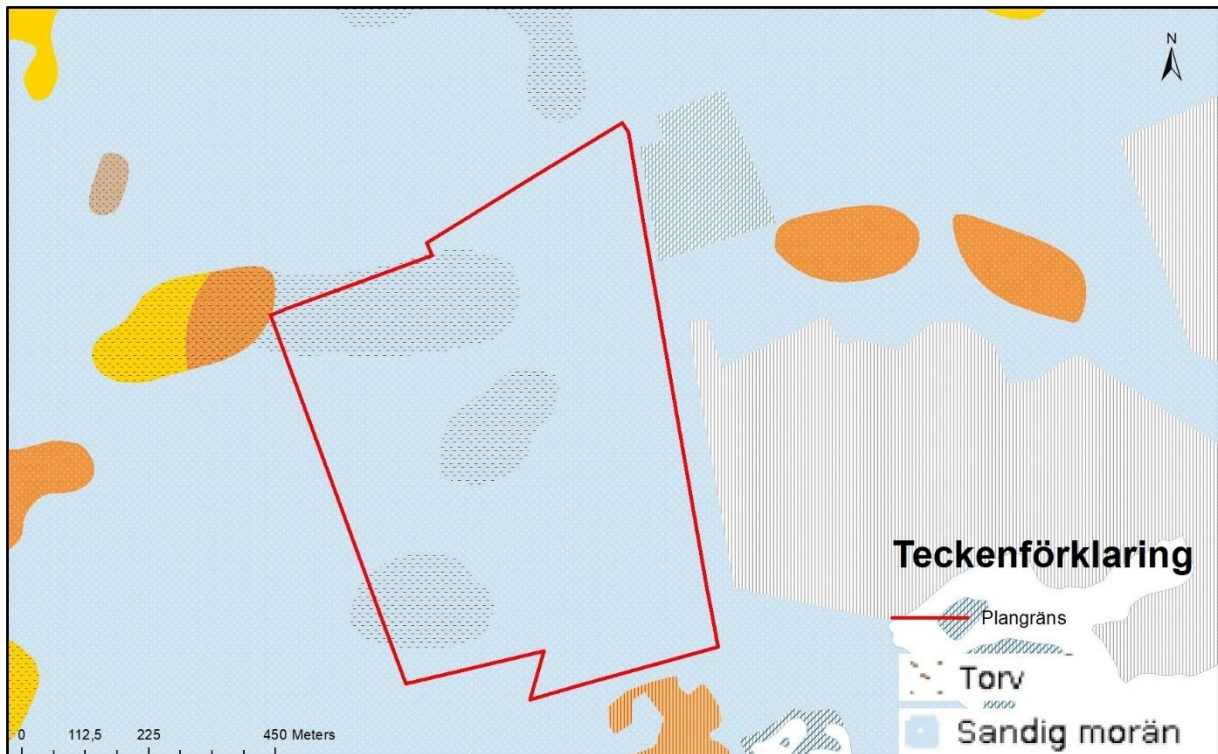 N
Teckenförklaring
Plangräns
Torv
Sandig morän
0 112,5 225 450 Meters